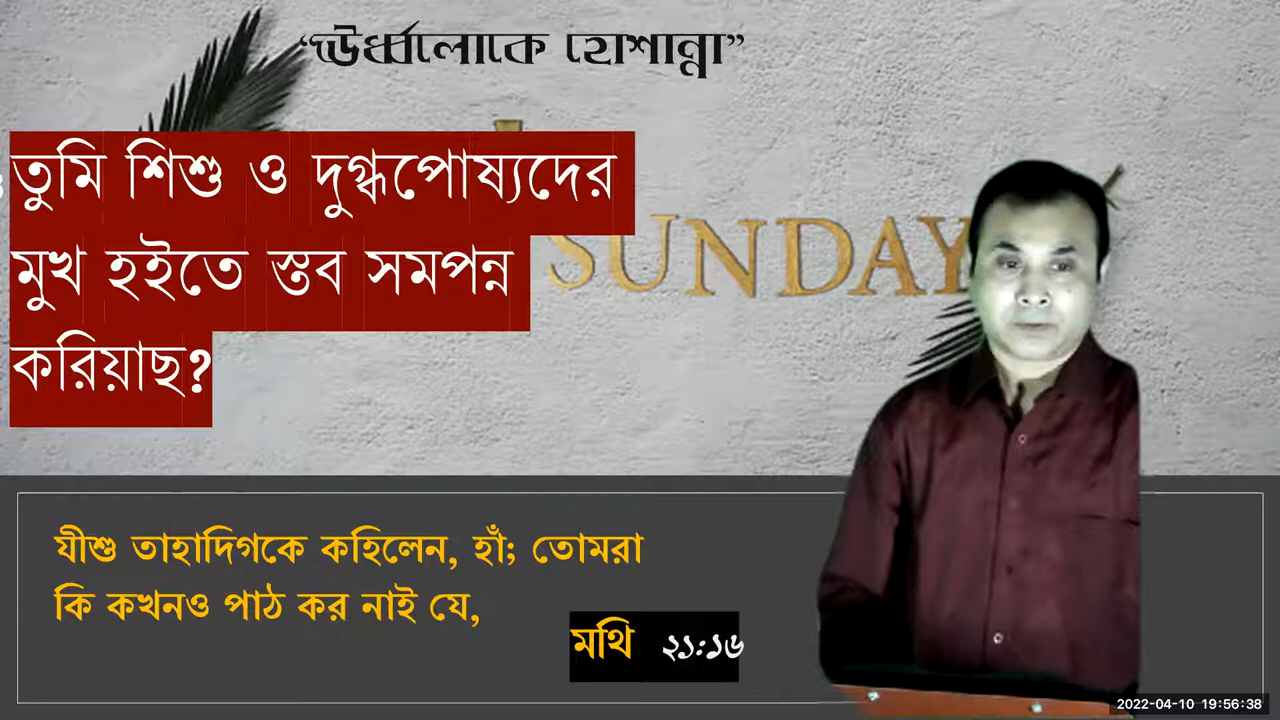 “ঊর্ধ্বলোকে হোশান্না”
তুমি শিশু ও দুগ্ধপোষ্যদের
মুখ হইতে স্তব সমপন্ন
করিয়াছ?
SUNDAY
যীশু তাহাদিগকে কহিলেন, হাঁ; তোমরা
কি কখনও পাঠ কর নাই যে,
মথি ২১:১৬
2022-04-10 19:56:38